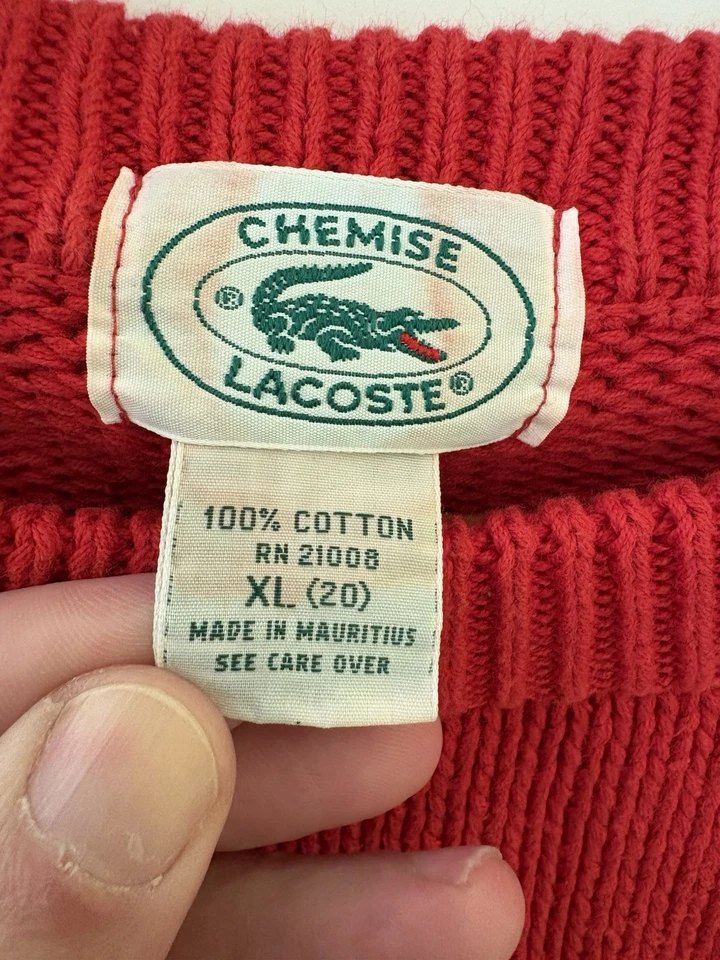 CHEMISE
® ®
LACOSTE
100% COTTON
RN 21008
XL (20)
MADE IN MAURITIUS
SEE CARE OVER